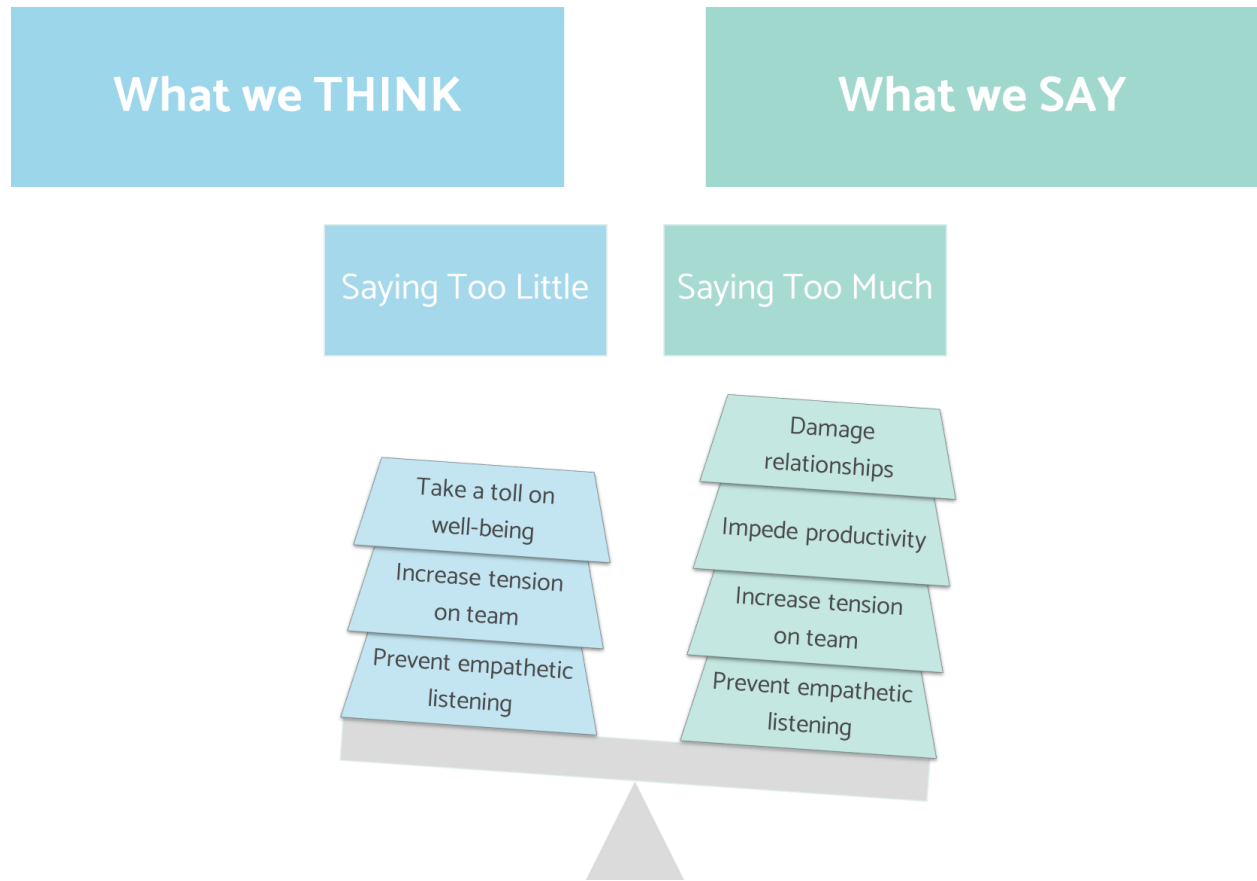 What we THINK
What we SAY
Saying Too Little
Saying Too Much
Take a toll on
well-being
Increase tension
on team
Prevent empathetic
listening
Damage
relationships
Impede productivity
Increase tension
on team
Prevent empathetic
listening